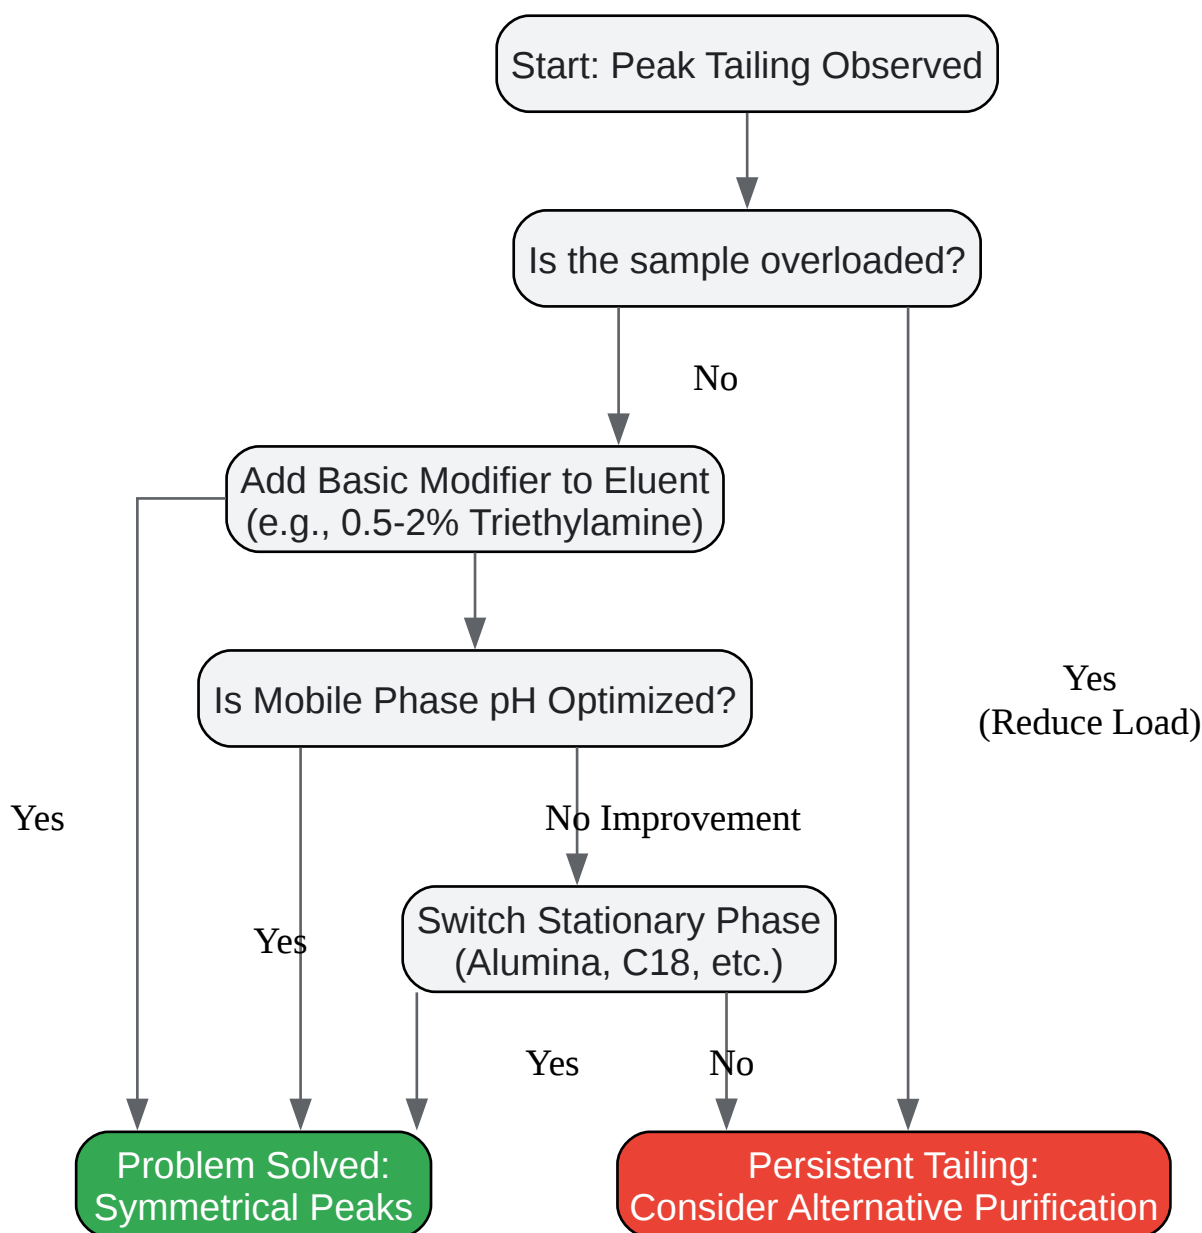 Start: Peak Tailing Observed
Is the sample overloaded?
No
Add Basic Modifier to Eluent
(e.g., 0.5-2% Triethylamine)
Is Mobile Phase pH Optimized?
Yes
(Reduce Load)
Yes
No Improvement
Switch Stationary Phase
(Alumina, C18, etc.)
Yes
Yes
No
Problem Solved:
Symmetrical Peaks
Persistent Tailing:
Consider Alternative Purification